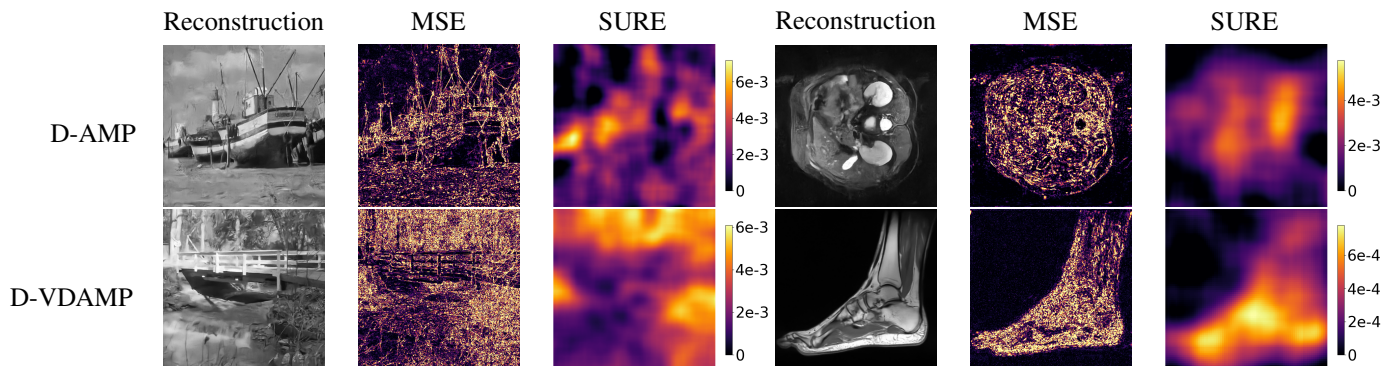 Reconstruction MSE SURE Reconstruction MSE SURE
D-AMP
6e-3
4e-3
2e-3
0
4e-3
2e-3
0
D-VDAMP
6e-3
4e-3
2e-3
0
6e-4
4e-4
2e-4
0